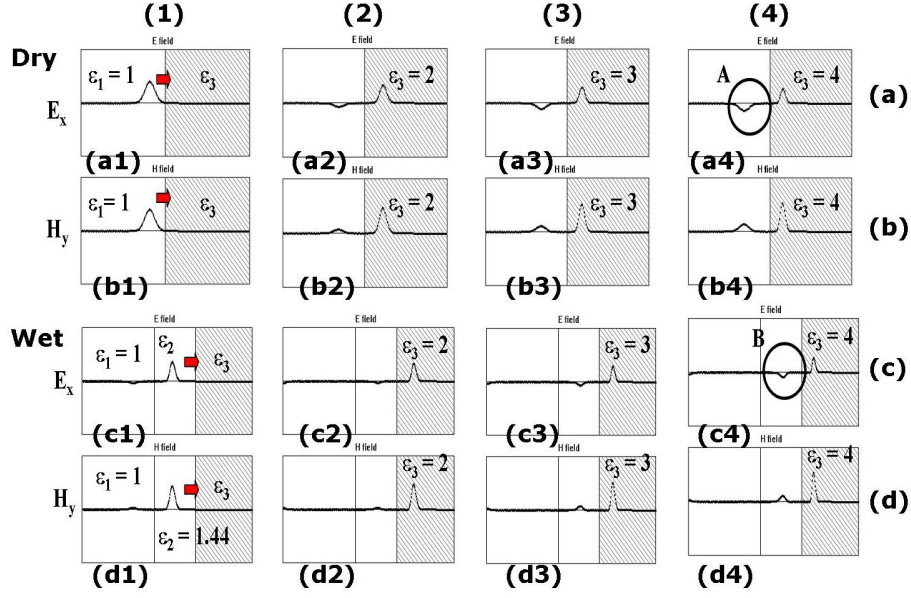 (1) (2) (3) (4)
E field E field E field E field
Dry
ε₁ = 1 ε₃ ε₃ = 2 ε₃ = 3 A ε₃ = 4
Eₓ (a)
(a1) (a2) (a3) (a4)
H field H field H field H field
ε₁ = 1 ε₃ ε₃ = 2 ε₃ = 3 ε₃ = 4
H_y (b)
(b1) (b2) (b3) (b4)
E field E field E field E field
Wet
ε₁ = 1 ε₂ ε₃ ε₃ = 2 ε₃ = 3 B ε₃ = 4
Eₓ (c)
(c1) (c2) (c3) (c4)
H field H field H field H field
ε₁ = 1 ε₃ ε₃ = 2 ε₃ = 3 ε₃ = 4
H_y (d)
ε₂ = 1.44
(d1) (d2) (d3) (d4)